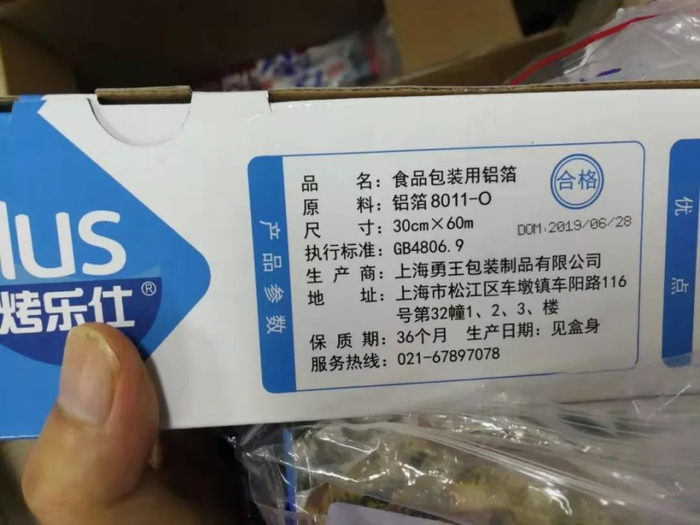 lus
烤乐仕®
产品参数
品 名：食品包装用铝箔
原 料：铝箔8011-O
尺 寸：30cm×60m
执行标准：GB4806.9
生 产 商：上海勇王包装制品有限公司
地 址：上海市松江区车墩镇车阳路116
号第32幢1、2、3、楼
保 质 期：36个月 生产日期：见盒身
服务热线：021-67897078
合格
DOM:2019/06/28
优点